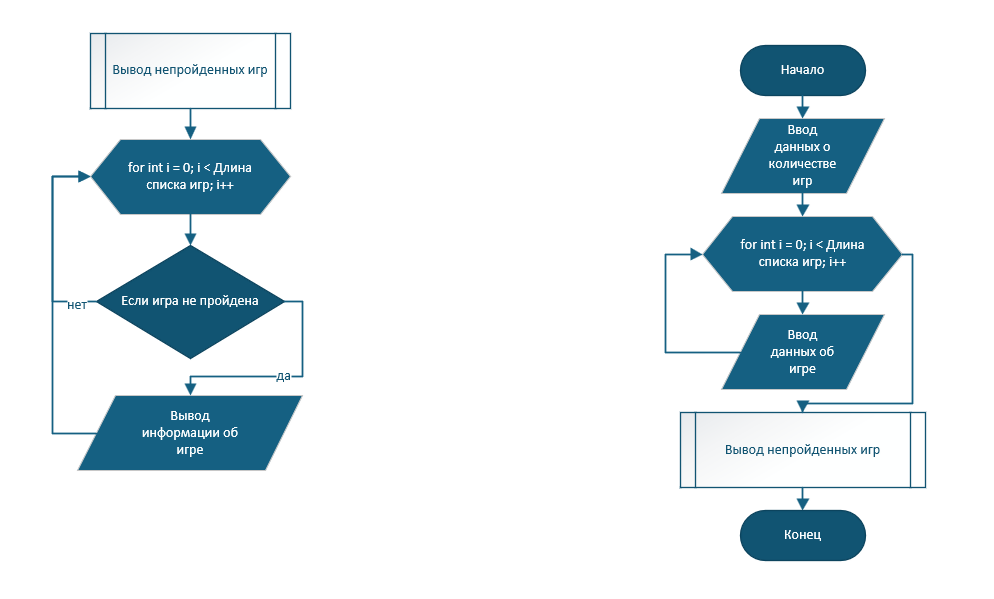 Вывод непройденных игр
for int i = 0; i < Длина
списка игр; i++
Если игра не пройдена
нет
да
Вывод
информации об
игре
Начало
Ввод
данных о
количестве
игр
for int i = 0; i < Длина
списка игр; i++
Ввод
данных об
игре
Вывод непройденных игр
Конец